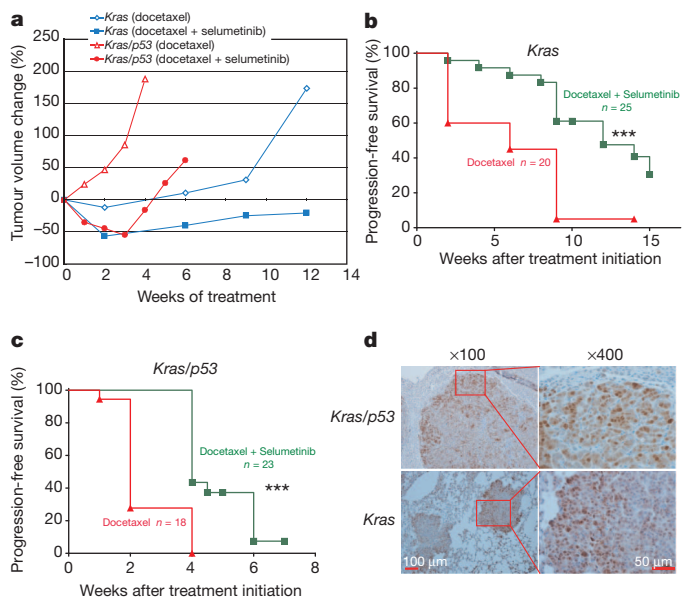 a
Kras (docetaxel)
Kras (docetaxel + selumetinib)
Kras/p53 (docetaxel)
Kras/p53 (docetaxel + selumetinib)
Tumour volume change (%)
250
200
150
100
50
0
–50
–100
0 2 4 6 8 10 12 14
Weeks of treatment
b
Kras
Progression-free survival (%)
100
80
60
40
20
0
Docetaxel + Selumetinib
n = 25
***
Docetaxel n = 20
0 5 10 15
Weeks after treatment initiation
c
Kras/p53
Progression-free survival (%)
100
80
60
40
20
0
Docetaxel + Selumetinib
n = 23
***
Docetaxel n = 18
0 2 4 6 8
Weeks after treatment initiation
d
×100 ×400
Kras/p53
Kras
100 μm 50 μm